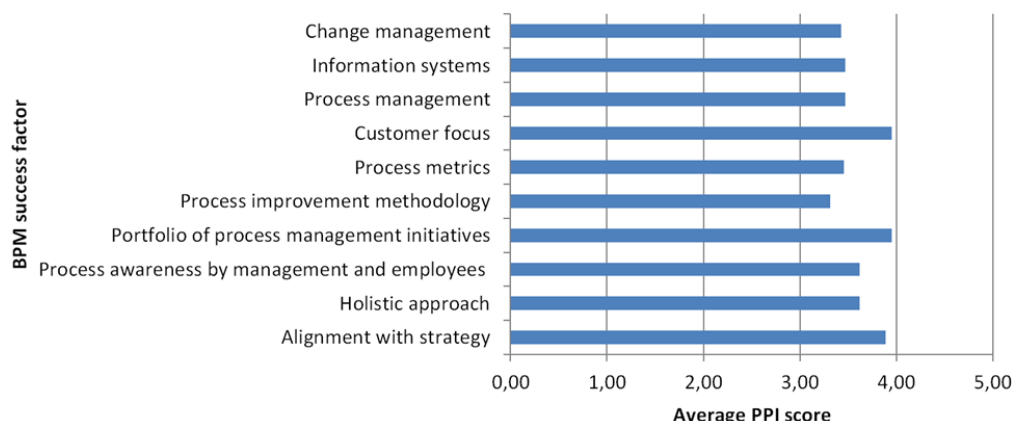 BPM success factor
Change management
Information systems
Process management
Customer focus
Process metrics
Process improvement methodology
Portfolio of process management initiatives
Process awareness by management and employees
Holistic approach
Alignment with strategy
0,00 1,00 2,00 3,00 4,00 5,00
Average PPI score